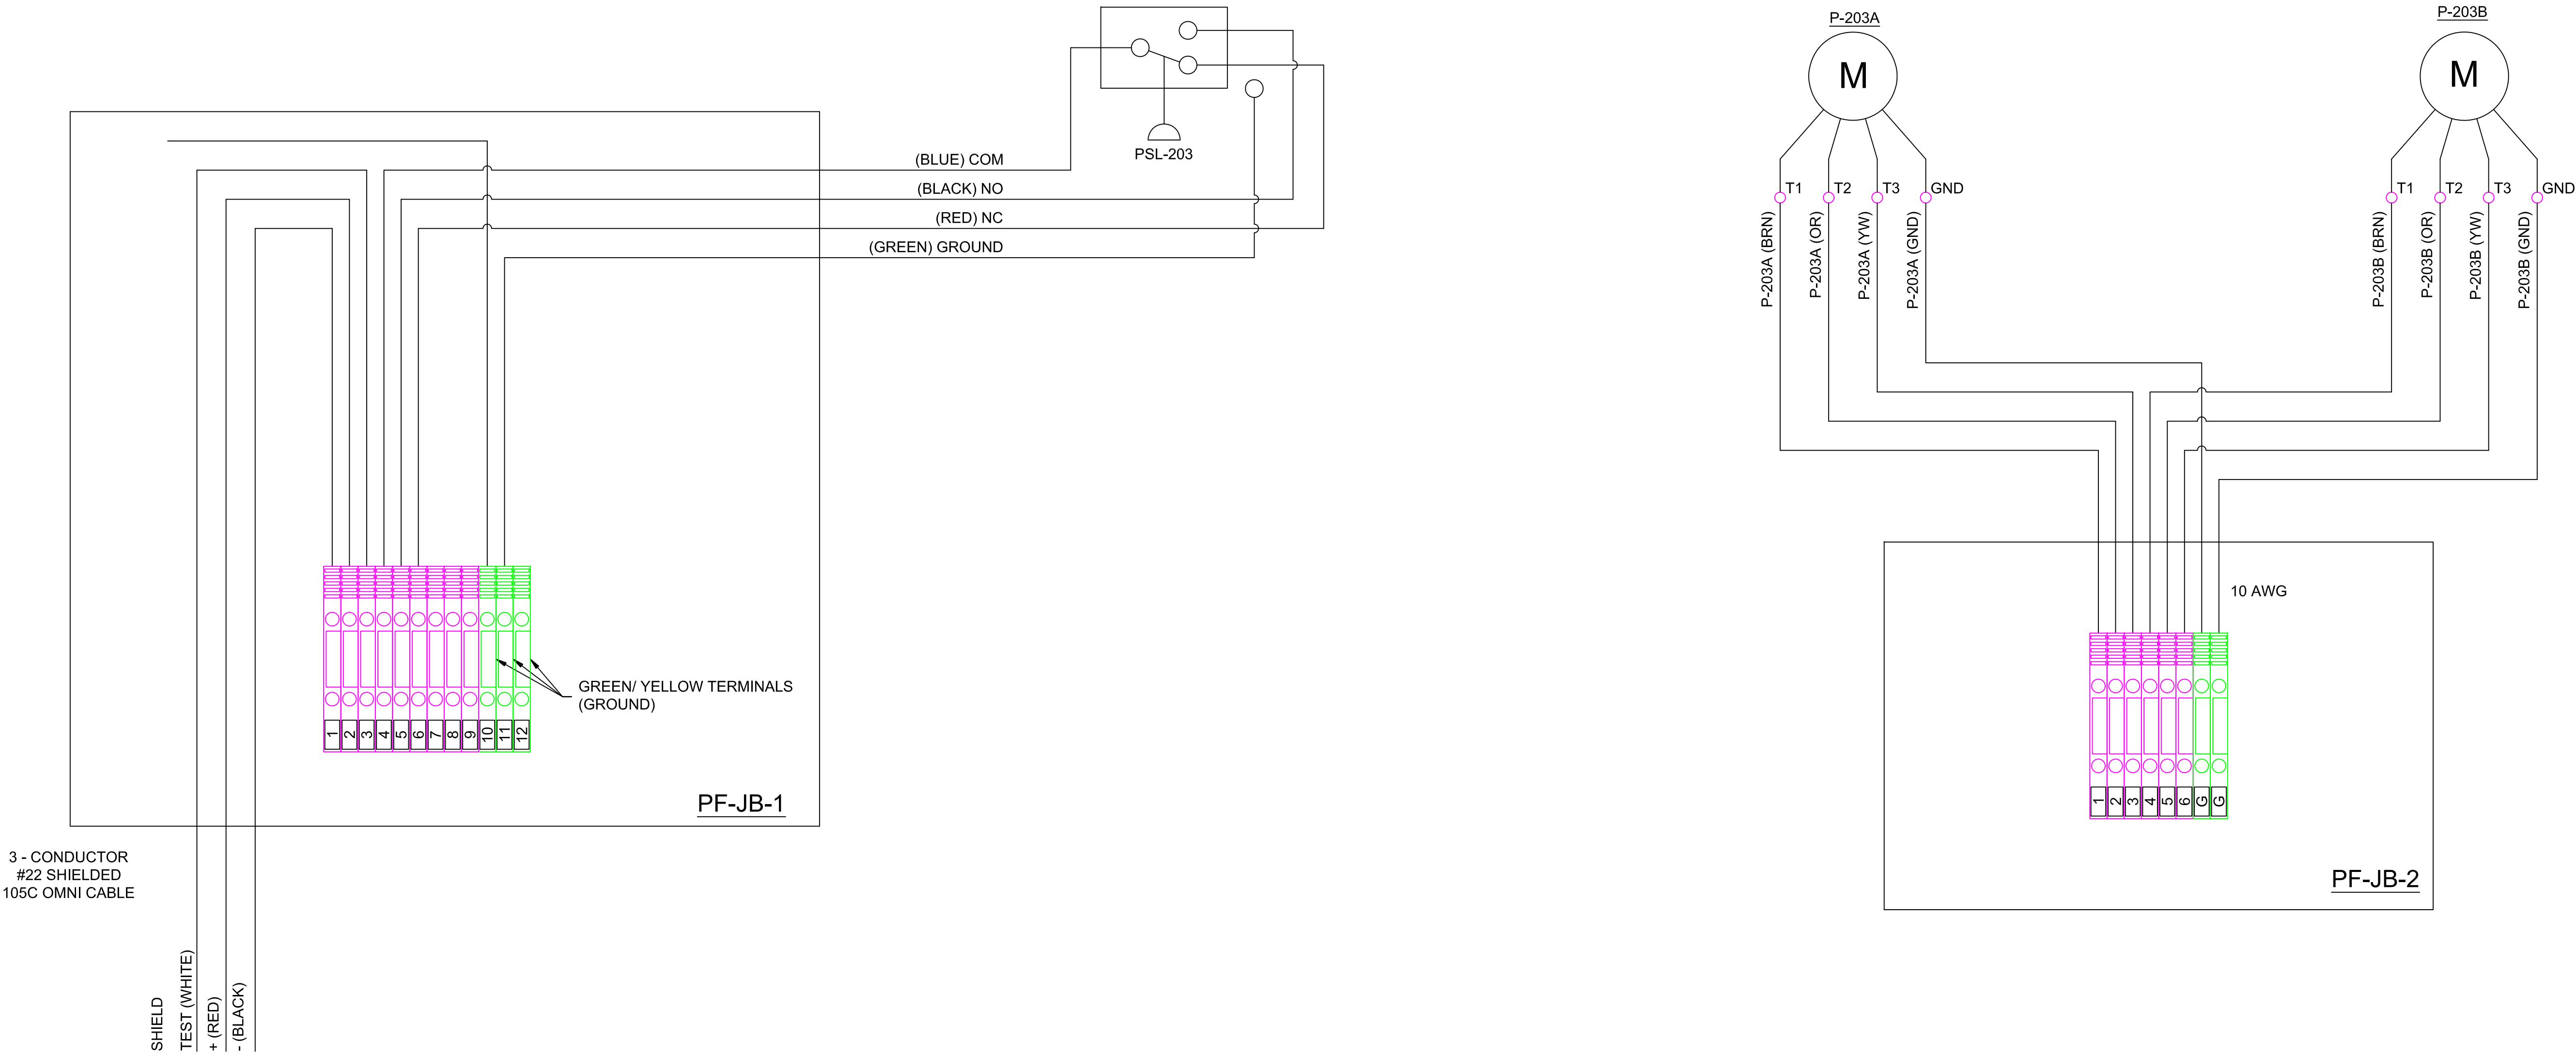 P-203A
P-203B
M
M
PSL-203
(BLUE) COM
(BLACK) NO
(RED) NC
(GREEN) GROUND
T1
T2
T3
GND
T1
T2
T3
GND
P-203A (BRN)
P-203A (OR)
P-203A (YW)
P-203A (GND)
P-203B (BRN)
P-203B (OR)
P-203B (YW)
P-203B (GND)
10 AWG
GREEN/ YELLOW TERMINALS
(GROUND)
1
2
3
4
5
6
7
8
9
10
11
12
PF-JB-1
1
2
3
4
5
6
G
G
PF-JB-2
3 - CONDUCTOR
#22 SHIELDED
105C OMNI CABLE
SHIELD
TEST (WHITE)
+ (RED)
- (BLACK)